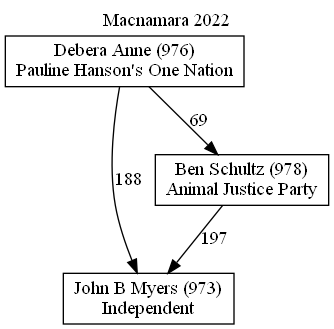 Macnamara 2022
Debera Anne (976)
Pauline Hanson's One Nation
69
Ben Schultz (978)
Animal Justice Party
188
197
John B Myers (973)
Independent